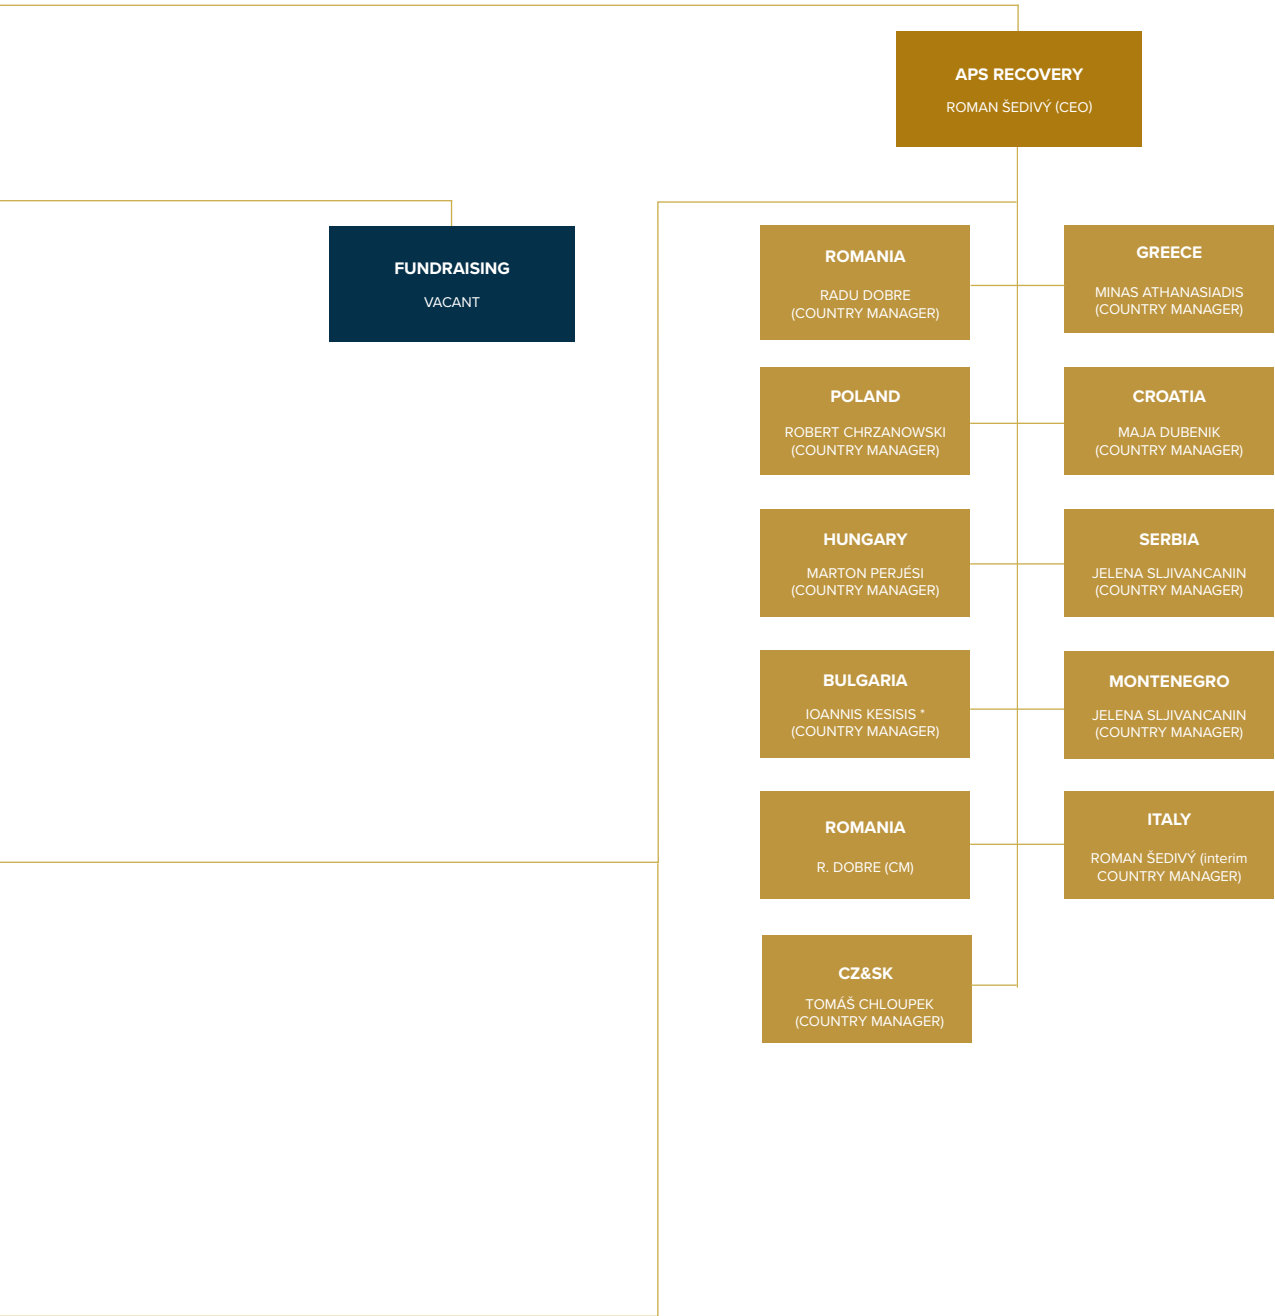 APS RECOVERY
ROMAN ŠEDIVÝ (CEO)
FUNDRAISING
VACANT
ROMANIA
RADU DOBRE
(COUNTRY MANAGER)
GREECE
MINAS ATHANASIADIS
(COUNTRY MANAGER)
POLAND
ROBERT CHRZANOWSKI
(COUNTRY MANAGER)
CROATIA
MAJA DUBENIK
(COUNTRY MANAGER)
HUNGARY
MARTON PERJÉSI
(COUNTRY MANAGER)
SERBIA
JELENA SLJIVANCANIN
(COUNTRY MANAGER)
BULGARIA
IOANNIS KESISIS *
(COUNTRY MANAGER)
MONTENEGRO
JELENA SLJIVANCANIN
(COUNTRY MANAGER)
ROMANIA
R. DOBRE (CM)
ITALY
ROMAN ŠEDIVÝ (interim
COUNTRY MANAGER)
CZ&SK
TOMÁŠ CHLOUPEK
(COUNTRY MANAGER)